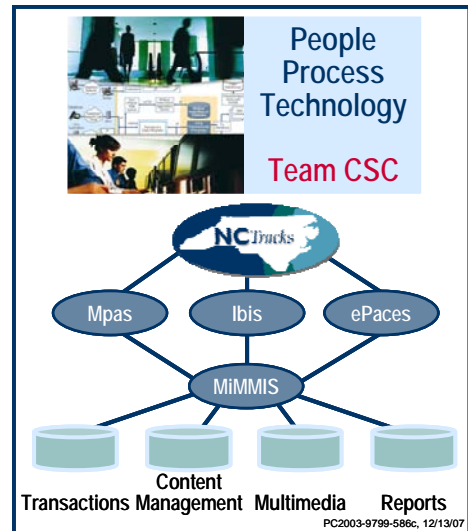 People
Process
Technology
Team CSC
NCTracks
Mpas
Ibis
ePaces
MiMMIS
Transactions
Content
Management
Multimedia
Reports
PC2003-9799-586c, 12/13/07